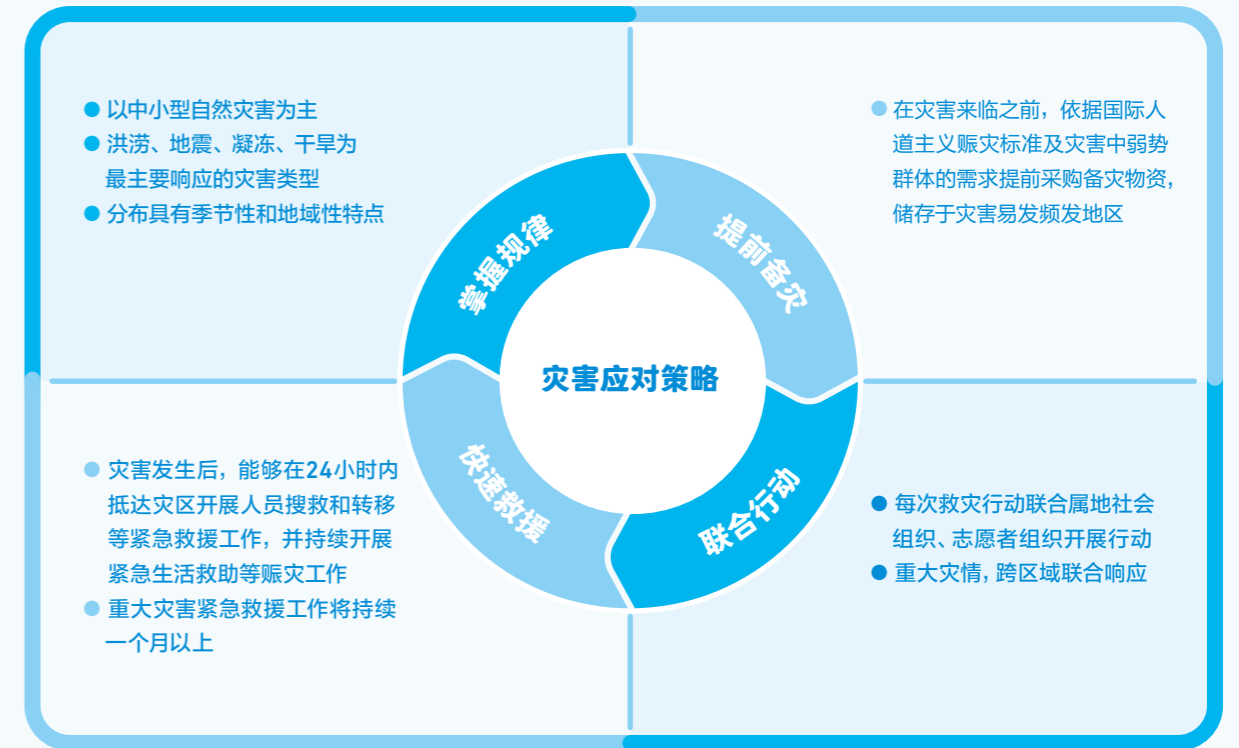 ● 以中小型自然灾害为主
● 洪涝、地震、凝冻、干旱为
最主要响应的灾害类型
● 分布具有季节性和地域性特点
● 在灾害来临之前，依据国际人
道主义赈灾标准及灾害中弱势
群体的需求提前采购备灾物资，
储存于灾害易发频发地区
掌握规律
提前备灾
灾害应对策略
快速救援
联合行动
● 灾害发生后，能够在24小时内
抵达灾区开展人员搜救和转移
等紧急救援工作，并持续开展
紧急生活救助等赈灾工作
● 重大灾害紧急救援工作将持续
一个月以上
● 每次救灾行动联合属地社会
组织、志愿者组织开展行动
● 重大灾情，跨区域联合响应